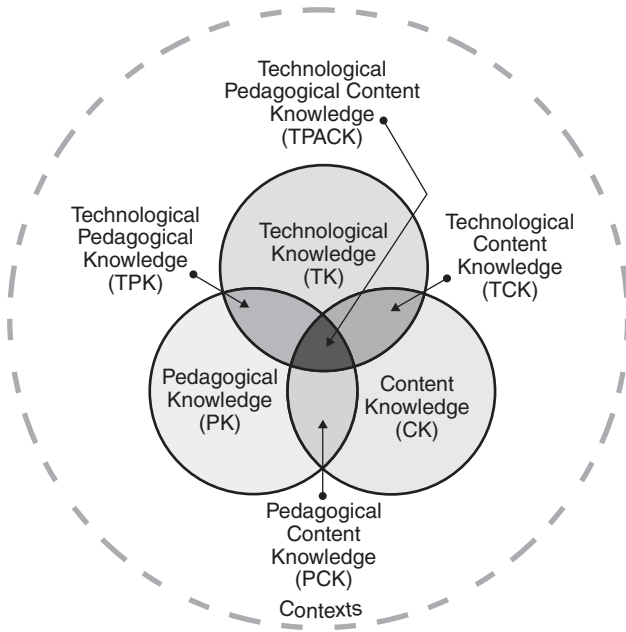 Technological
Pedagogical Content
Knowledge
(TPACK)
Technological
Pedagogical
Knowledge
(TPK)
Technological
Knowledge
(TK)
Technological
Content
Knowledge
(TCK)
Pedagogical
Knowledge
(PK)
Content
Knowledge
(CK)
Pedagogical
Content
Knowledge
(PCK)
Contexts